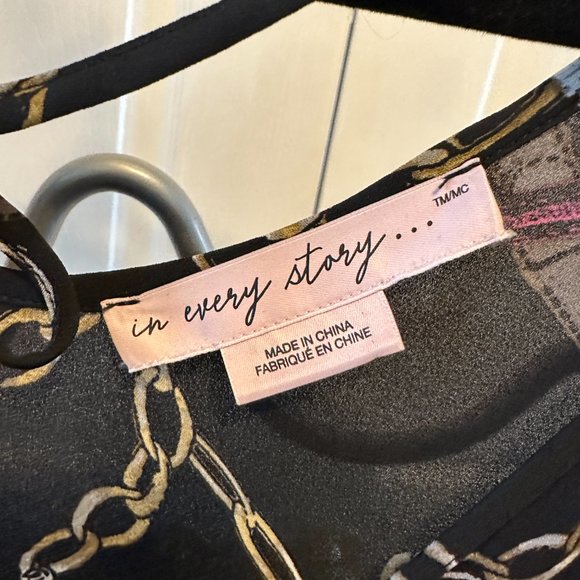 in every story...
TM/MC
MADE IN CHINA
FABRIQUÉ EN CHINE